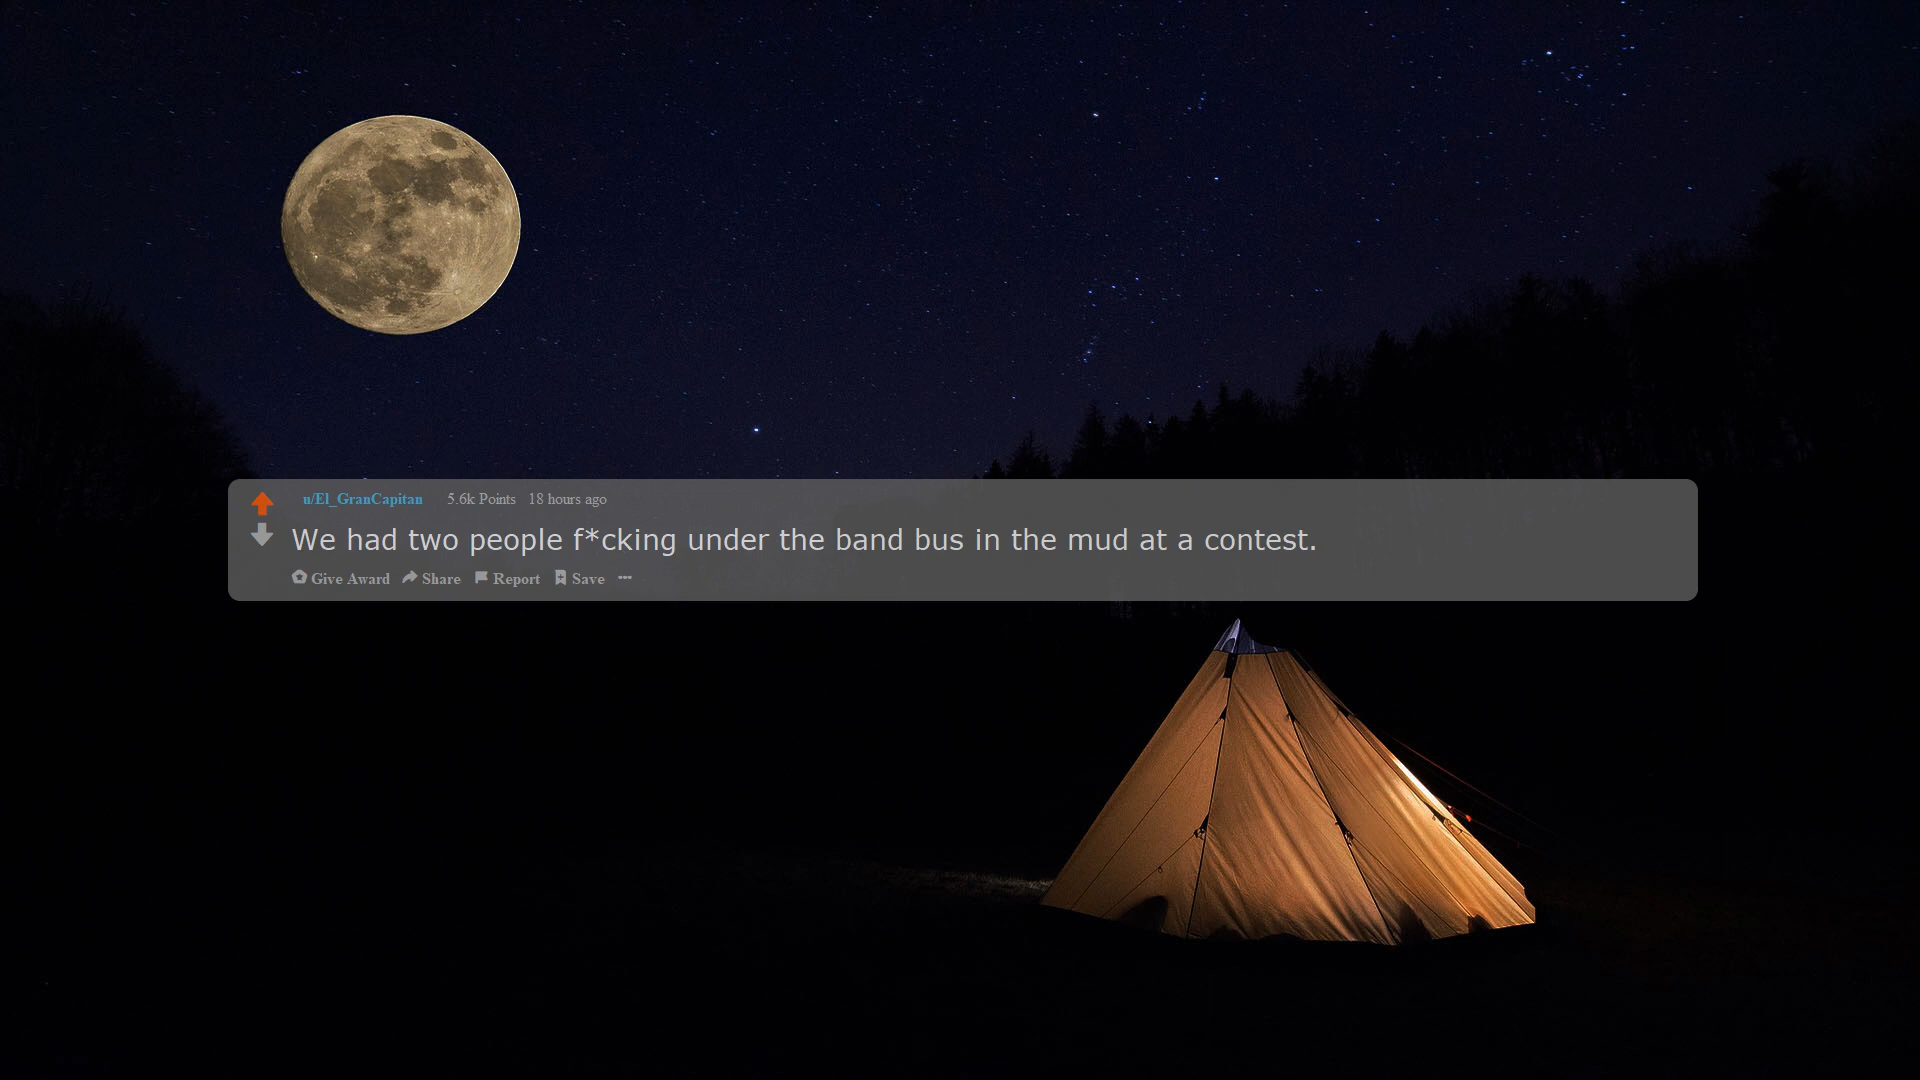 u/El_GranCapitan 5.6k Points 18 hours ago
We had two people f*cking under the band bus in the mud at a contest.
Give Award Share Report Save ···